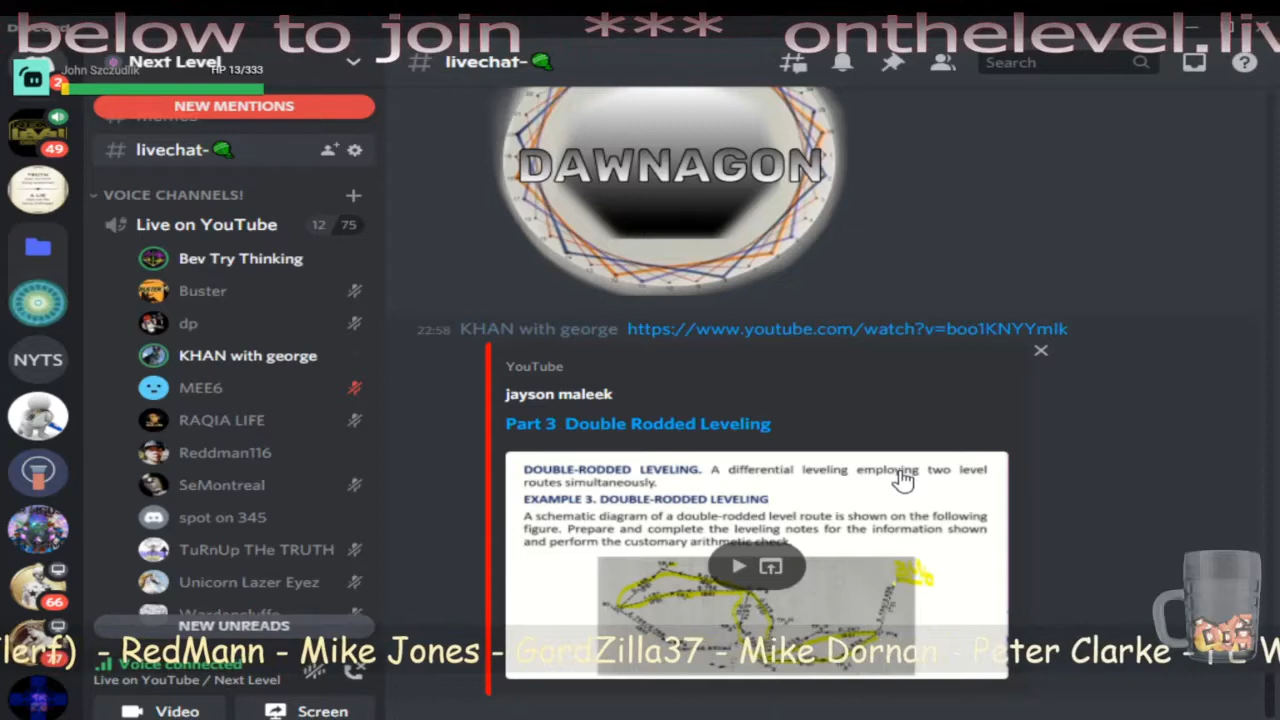 below to join *** onthelevel.liv
John Szczudlik
HP 13/333
Next Level
livechat-
Search
2
NEW MENTIONS
memes
49
livechat-
VOICE CHANNELS!
Live on YouTube 12 75
Bev Try Thinking
Buster
dp
KHAN with george
NYTS
MEE6
RAQIA LIFE
Reddman116
SeMontreal
spot on 345
TuRnUp THe TRUTH
Unicorn Lazer Eyez
66
NEW UNREADS
Voice connected
Live on YouTube / Next Level
Video
Screen
DAWNAGON
22:58 KHAN with george https://www.youtube.com/watch?v=boo1KNYYmlk
YouTube
jayson maleek
Part 3 Double Rodded Leveling
DOUBLE-RODDED LEVELING. A differential leveling employing two level
routes simultaneously.
EXAMPLE 3. DOUBLE-RODDED LEVELING
A schematic diagram of a double-rodded level route is shown on the following
figure. Prepare and complete the leveling notes for the information shown
and perform the customary arithmetic check.
- RedMann - Mike Jones - GordZilla37 - Mike Dornan - Peter Clarke -